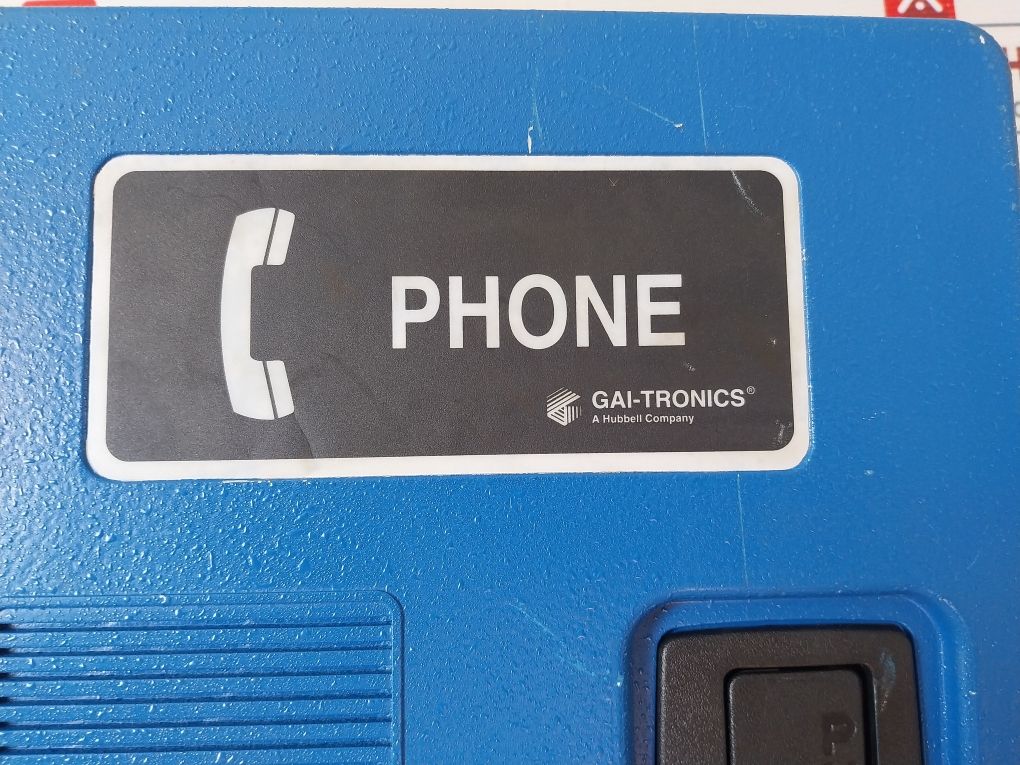 PHONE
GAI-TRONICS®
A Hubbell Company